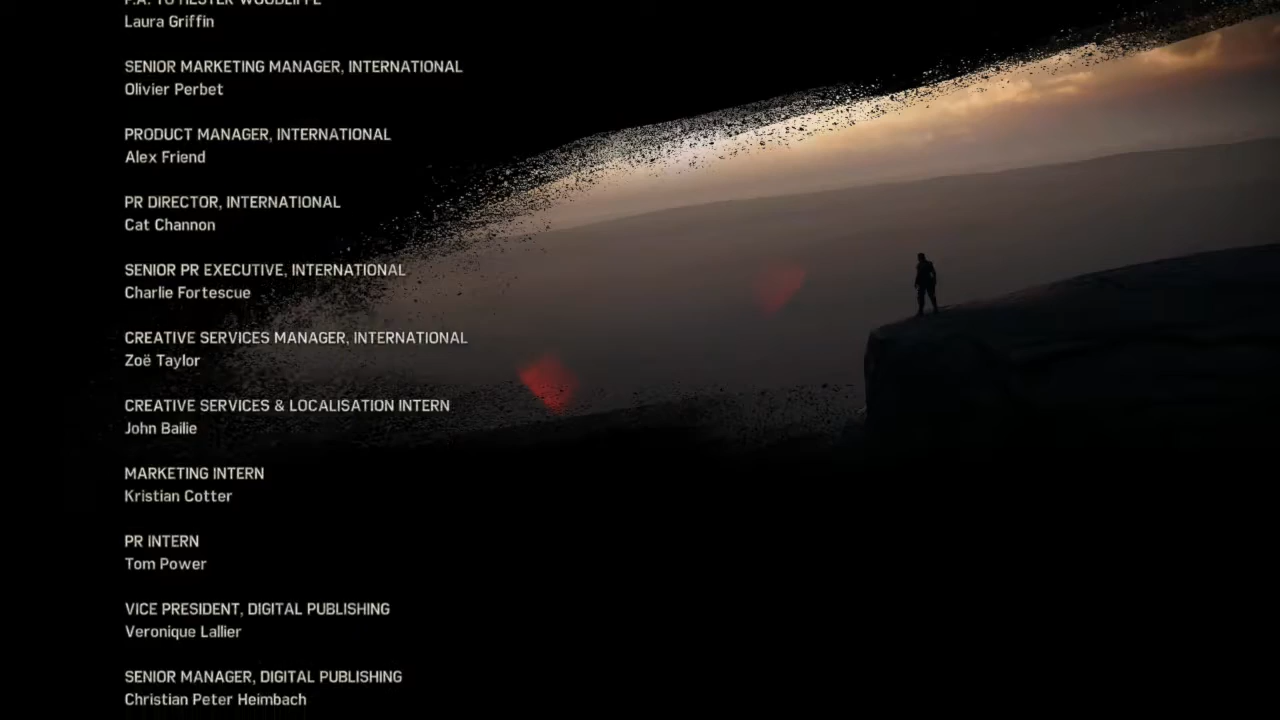 P.A. TO HESTER WOODLIFFE
Laura Griffin
SENIOR MARKETING MANAGER, INTERNATIONAL
Olivier Perbet
PRODUCT MANAGER, INTERNATIONAL
Alex Friend
PR DIRECTOR, INTERNATIONAL
Cat Channon
SENIOR PR EXECUTIVE, INTERNATIONAL
Charlie Fortescue
CREATIVE SERVICES MANAGER, INTERNATIONAL
Zoë Taylor
CREATIVE SERVICES & LOCALISATION INTERN
John Bailie
MARKETING INTERN
Kristian Cotter
PR INTERN
Tom Power
VICE PRESIDENT, DIGITAL PUBLISHING
Veronique Lallier
SENIOR MANAGER, DIGITAL PUBLISHING
Christian Peter Heimbach